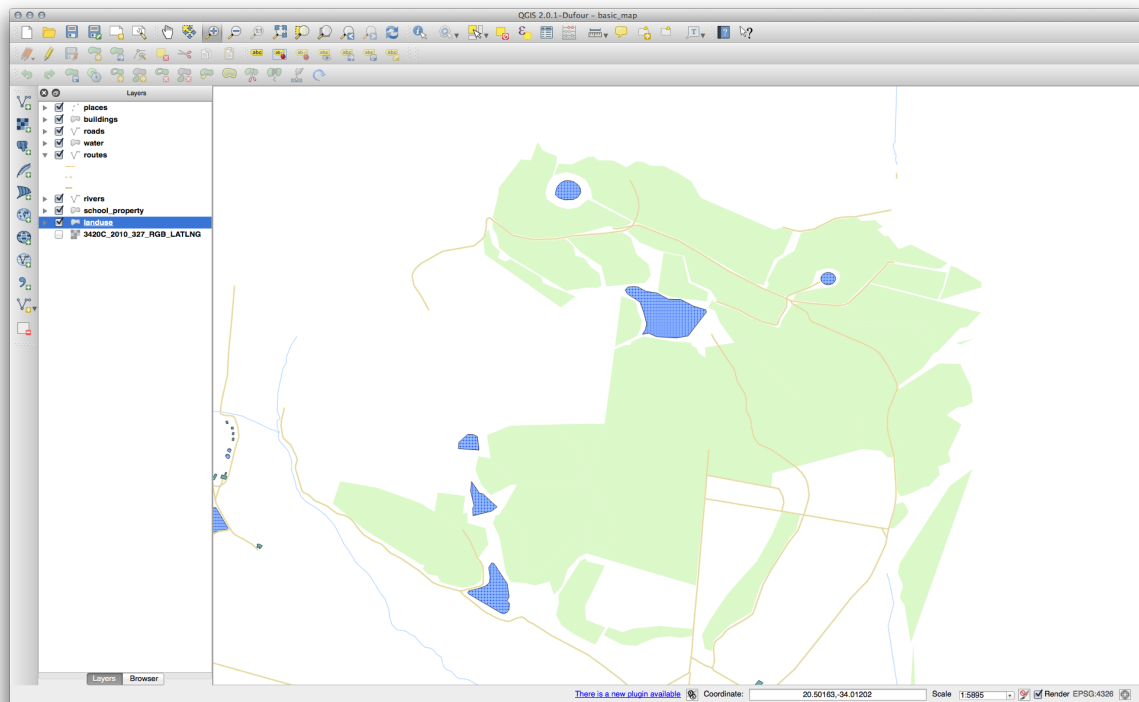 QGIS 2.0.1-Dufour - basic_map
Layers
places
buildings
roads
water
routes
rivers
school_property
landuse
3420C_2010_327_RGB_LATLNG
Layers Browser
There is a new plugin available Coordinate: 20.50163,-34.01202 Scale 1:5895 Render EPSG:4326